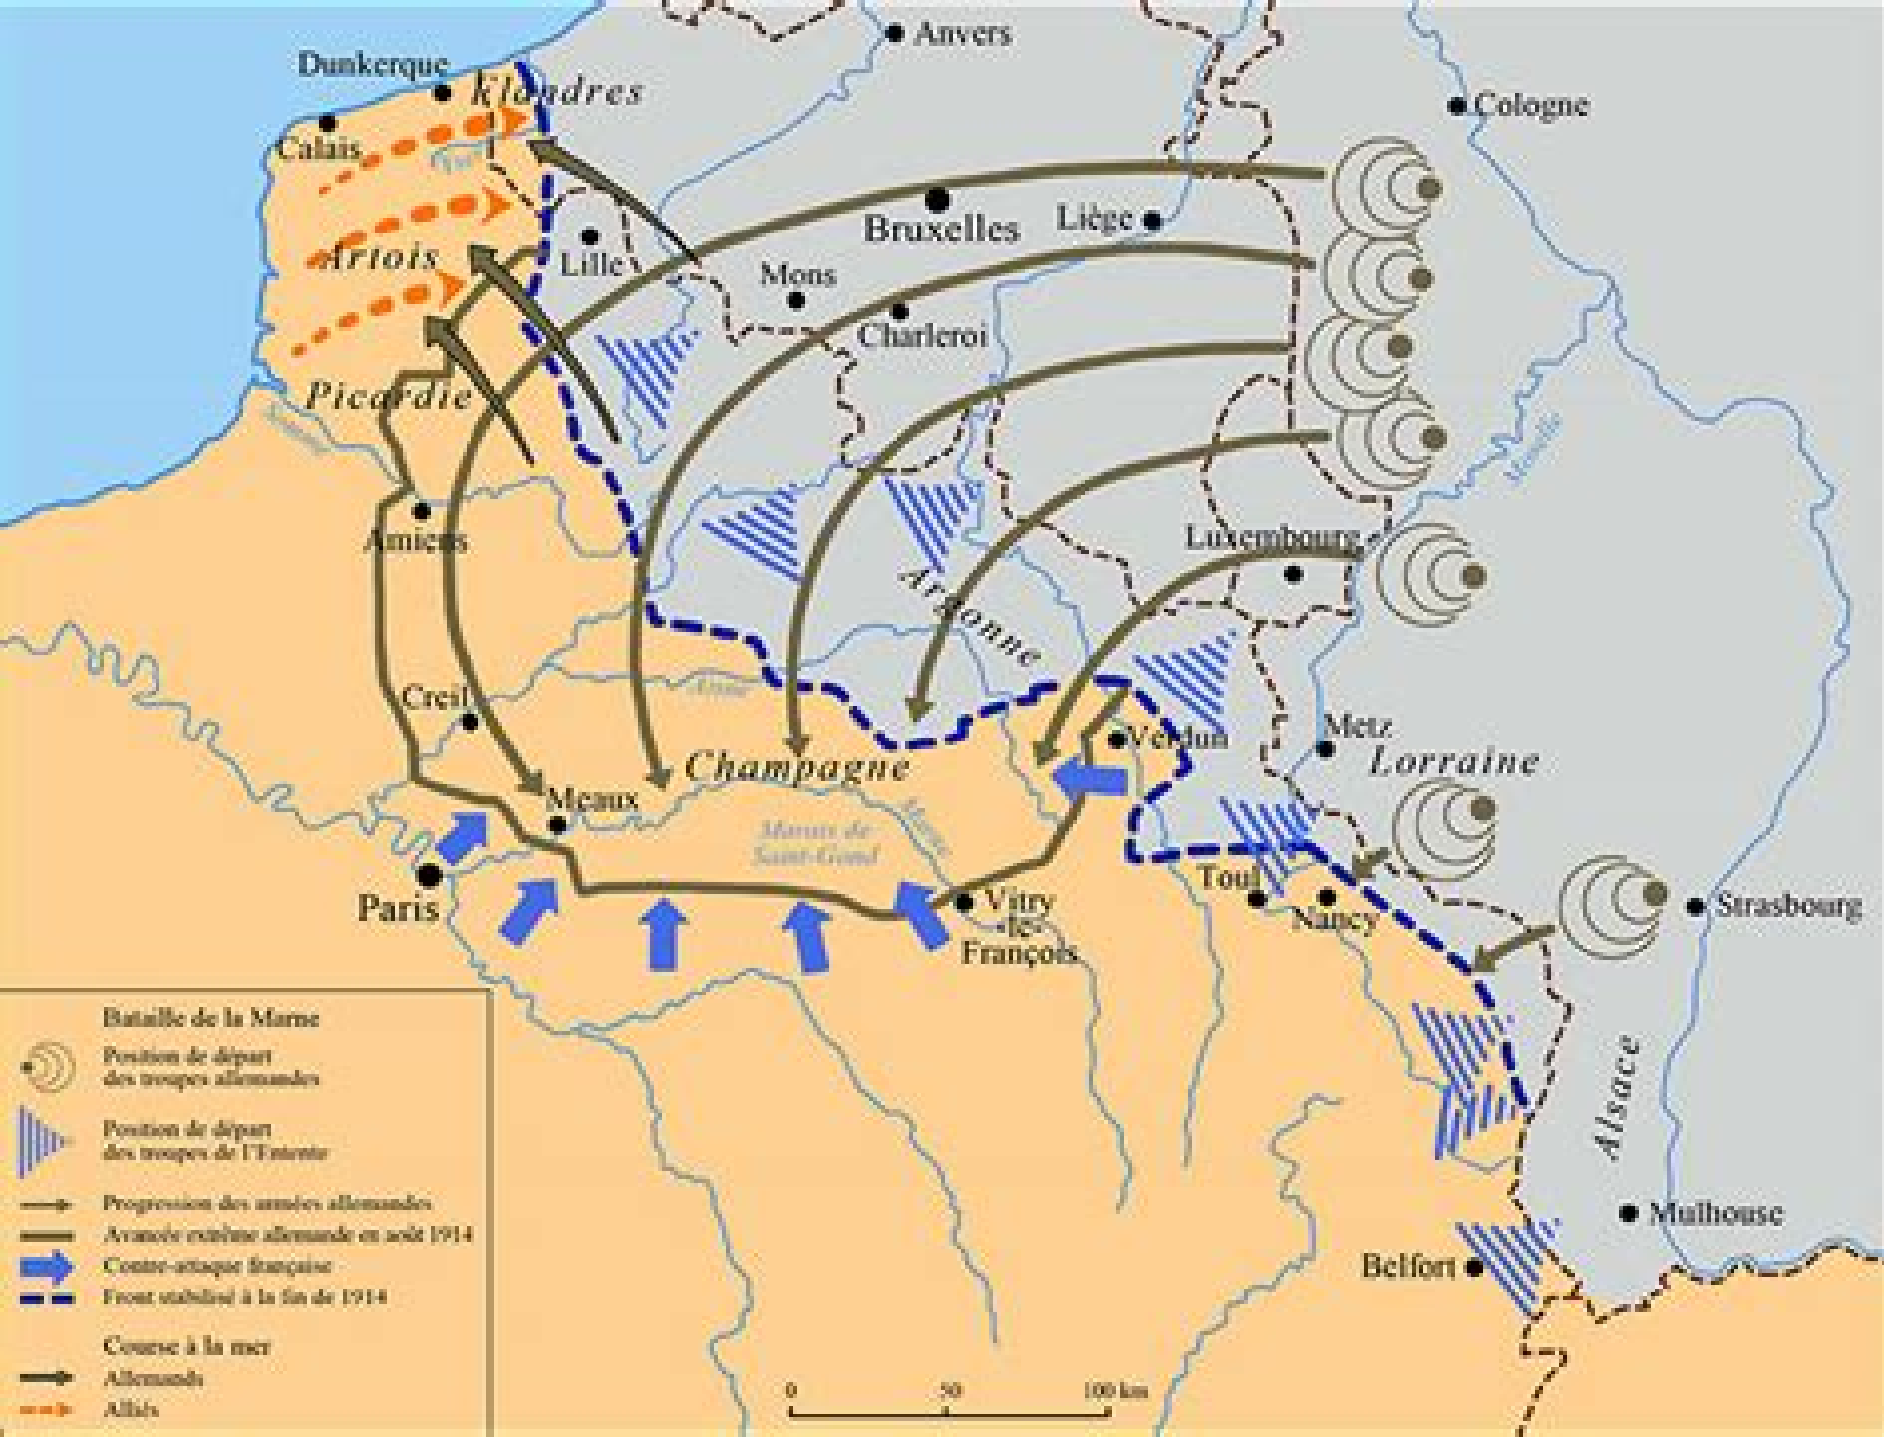 Anvers
Dunkerque
Flandres
Cologne
Calais
Bruxelles
Liège
Artois
Lille
Mons
Charleroi
Picardie
Moselle
Amiens
Luxembourg
Argonne
Creil
Aisne
Verdun
Metz
Lorraine
Champagne
Meaux
Marais de
Saint-Gond
Marne
Paris
Toul
Nancy
Vitry
-le-
François
Strasbourg
Alsace
Mulhouse
Belfort
Bataille de la Marne
Position de départ
des troupes allemandes
Position de départ
des troupes de l'Entente
Progression des armées allemandes
Avancée extrême allemande en août 1914
Contre-attaque française
Front stabilisé à la fin de 1914
Course à la mer
Allemands
Alliés
0 50 100 km